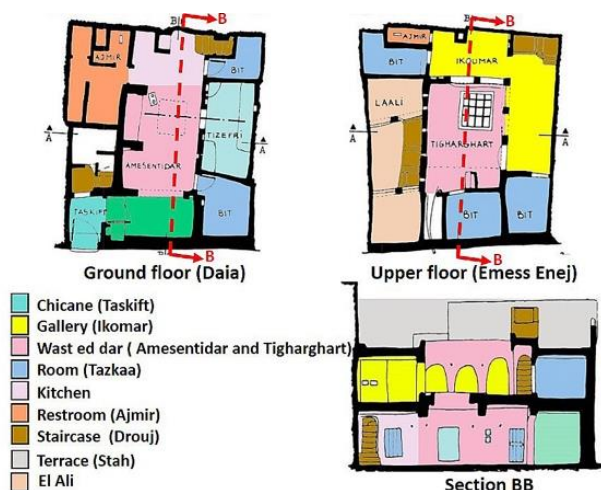 B
B
AJMIR
BIT
TIZEFRI
A
A
AMESENTIDAR
TASKIFT
BIT
B
Ground floor (Daia)
B
B
AJMIR
BIT
IKOUMAR
LAALI
TIGHARGHART
A
A
BIT
BIT
B
Upper floor (Emess Enej)
Chicane (Taskift)
Gallery (Ikomar)
Wast ed dar ( Amesentidar and Tigharghart)
Room (Tazkaa)
Kitchen
Restroom (Ajmir)
Staircase (Drouj)
Terrace (Stah)
El Ali
Section BB